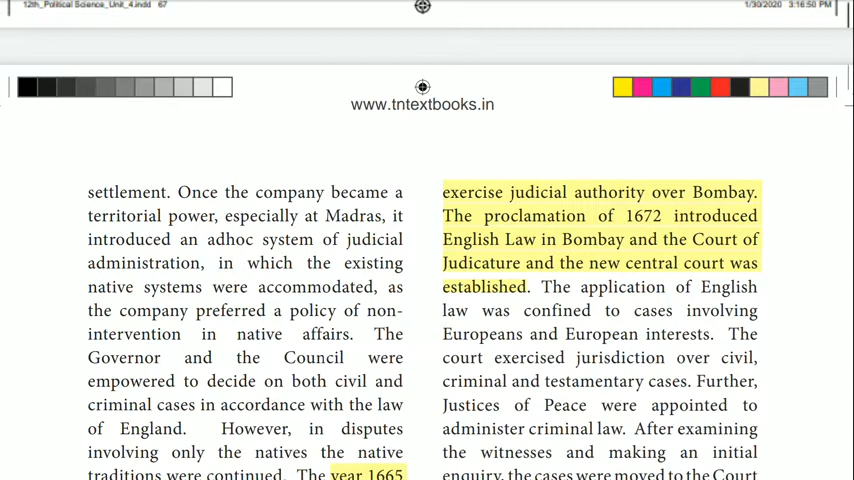 12th_Political Science_Unit_4.indd 67
1/30/2020 3:16:50 PM
www.tntextbooks.in
settlement. Once the company became a
territorial power, especially at Madras, it
introduced an adhoc system of judicial
administration, in which the existing
native systems were accommodated, as
the company preferred a policy of non-
intervention in native affairs. The
Governor and the Council were
empowered to decide on both civil and
criminal cases in accordance with the law
of England. However, in disputes
involving only the natives the native
traditions were continued. The year 1665
exercise judicial authority over Bombay.
The proclamation of 1672 introduced
English Law in Bombay and the Court of
Judicature and the new central court was
established. The application of English
law was confined to cases involving
Europeans and European interests. The
court exercised jurisdiction over civil,
criminal and testamentary cases. Further,
Justices of Peace were appointed to
administer criminal law. After examining
the witnesses and making an initial
enquiry, the cases were moved to the Court